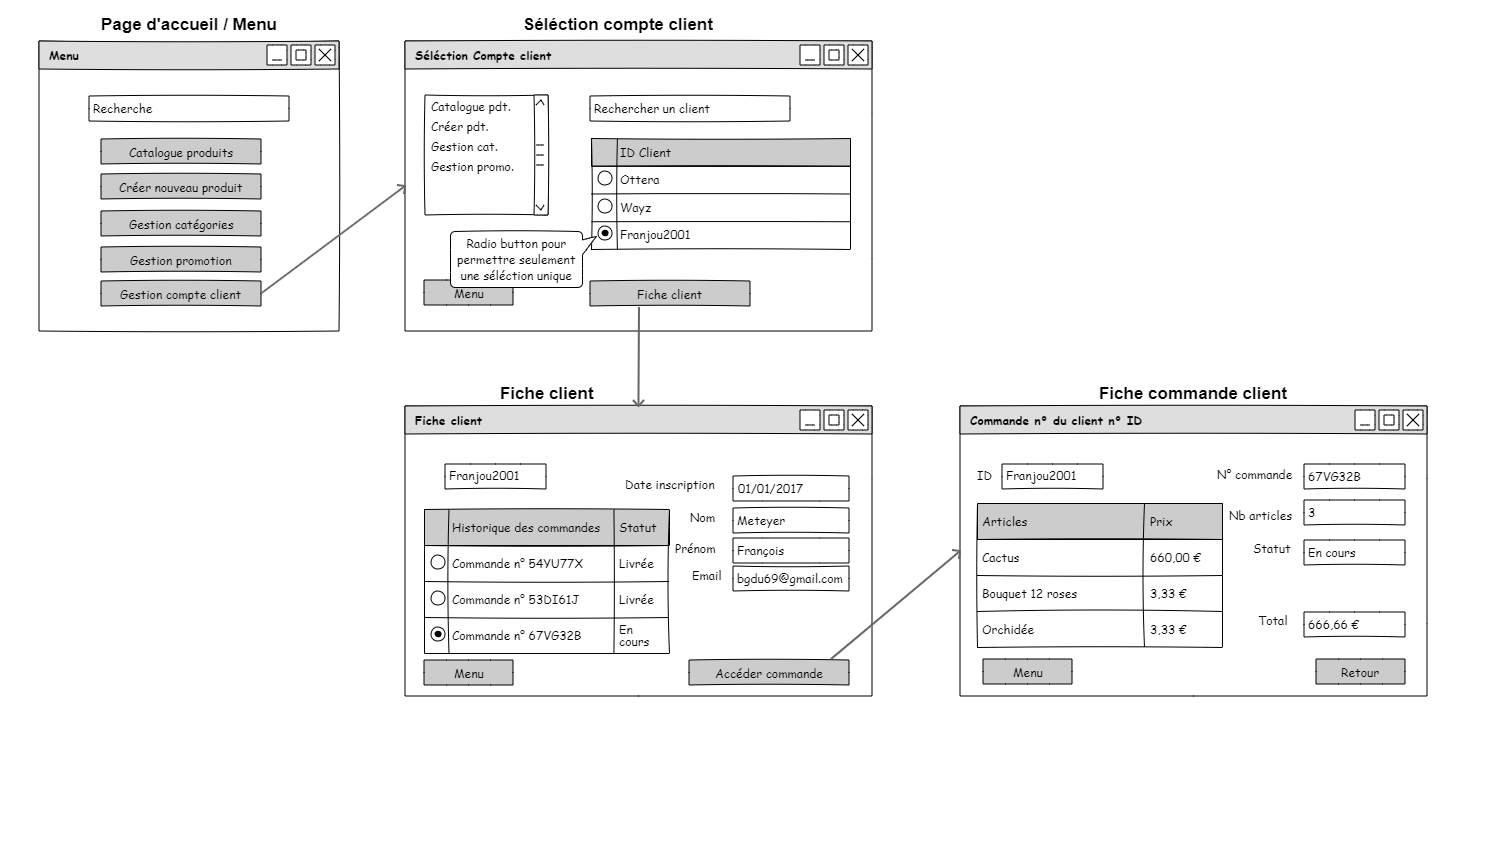 Page d'accueil / Menu
Menu
Recherche
Catalogue produits
Créer nouveau produit
Gestion catégories
Gestion promotion
Gestion compte client
Séléction compte client
Séléction Compte client
Catalogue pdt.
Créer pdt.
Gestion cat.
Gestion promo.
Rechercher un client
ID Client
Ottera
Wayz
Franjou2001
Radio button pour
permettre seulement
une séléction unique
Menu
Fiche client
Fiche client
Fiche client
Franjou2001
Historique des commandes Statut
Commande n° 54YU77X Livrée
Commande n° 53DI61J Livrée
Commande n° 67VG32B En
cours
Date inscription 01/01/2017
Nom Meteyer
Prénom François
Email bgdu69@gmail.com
Menu
Accéder commande
Fiche commande client
Commande n° du client n° ID
ID Franjou2001
Articles Prix
Cactus 660,00 €
Bouquet 12 roses 3,33 €
Orchidée 3,33 €
N° commande 67VG32B
Nb articles 3
Statut En cours
Total 666,66 €
Menu
Retour